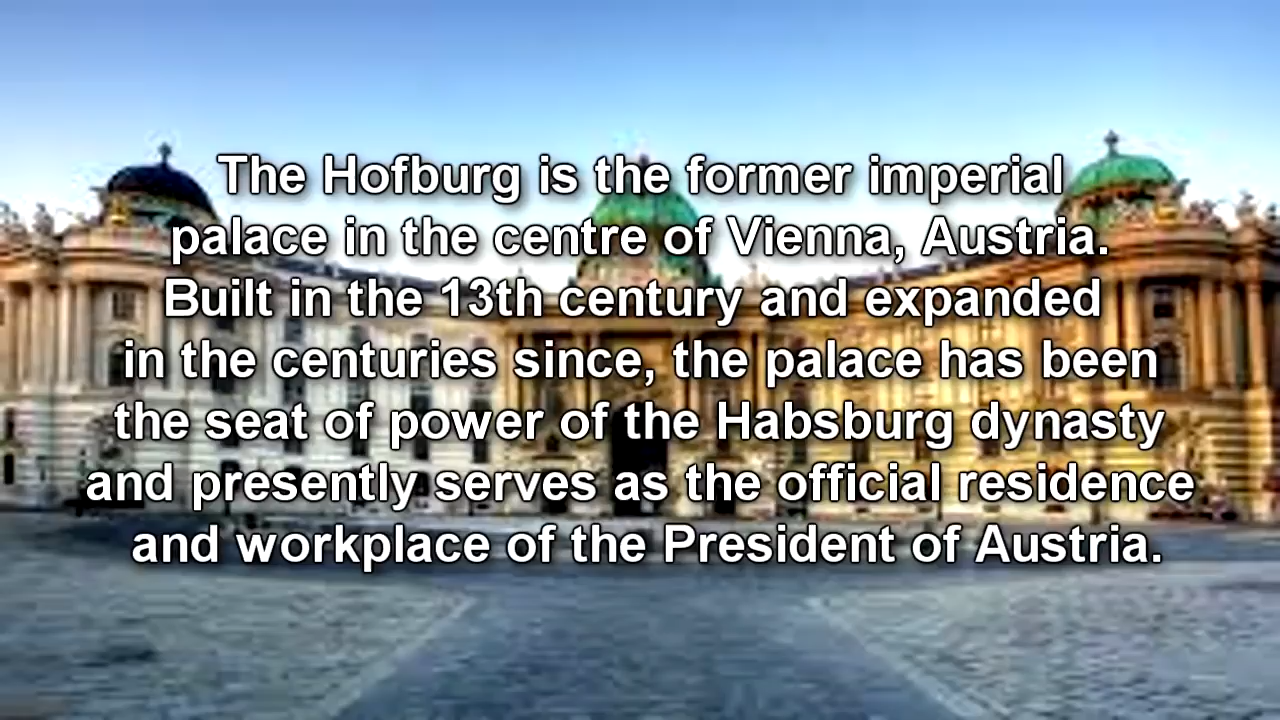 The Hofburg is the former imperial
palace in the centre of Vienna, Austria.
Built in the 13th century and expanded
in the centuries since, the palace has been
the seat of power of the Habsburg dynasty
and presently serves as the official residence
and workplace of the President of Austria.